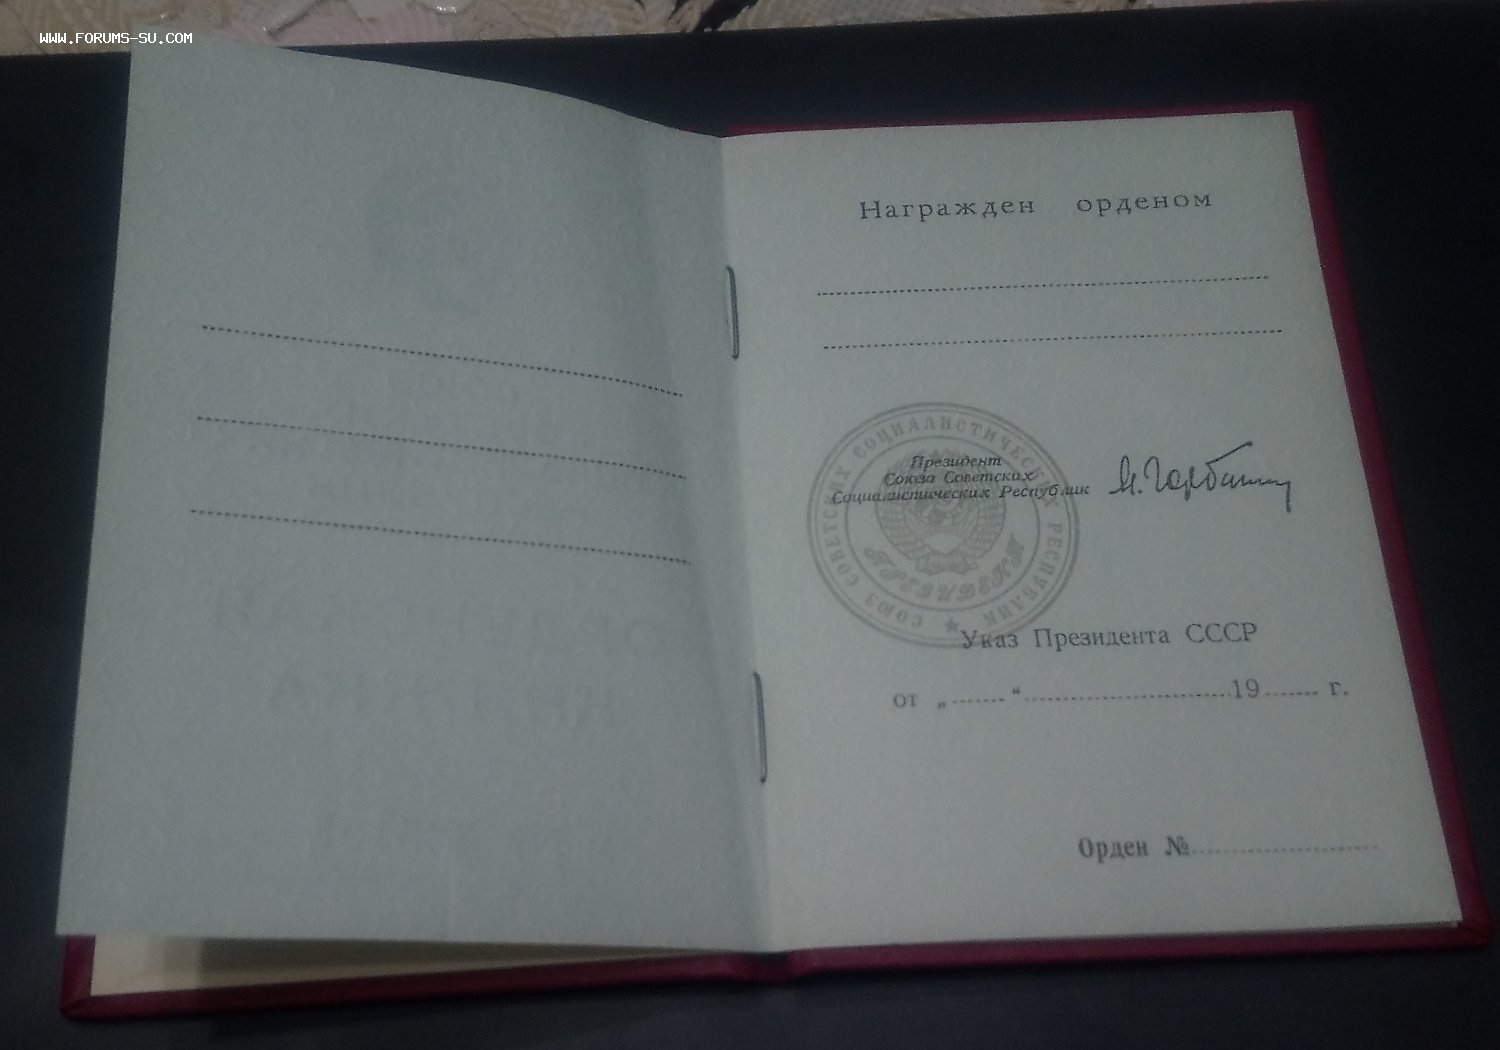 WWW.FORUMS-SU.COM
Награжден орденом
Президент
Союза Советских
Социалистических Республик
М. Горбачев
СОЮЗ СОВЕТСКИХ СОЦИАЛИСТИЧЕСКИХ РЕСПУБЛИК
ПРЕЗИДЕНТ
Указ Президента СССР
от „ ....... “ ............................ 19 ....... г.
Орден № ............................